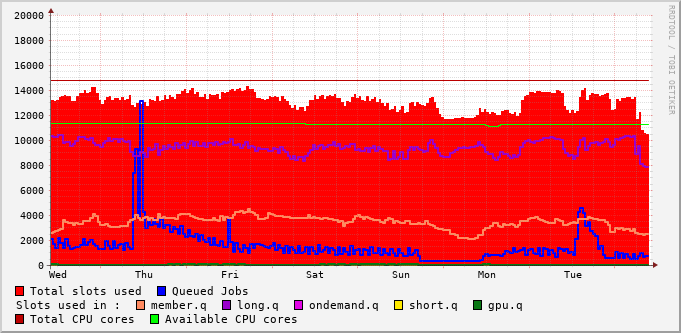 20000
18000
16000
14000
12000
10000
8000
6000
4000
2000
0
Wed Thu Fri Sat Sun Mon Tue
RRDTOOL / TOBI OETIKER
Total slots used Queued Jobs
Slots used in : member.q long.q ondemand.q short.q gpu.q
Total CPU cores Available CPU cores